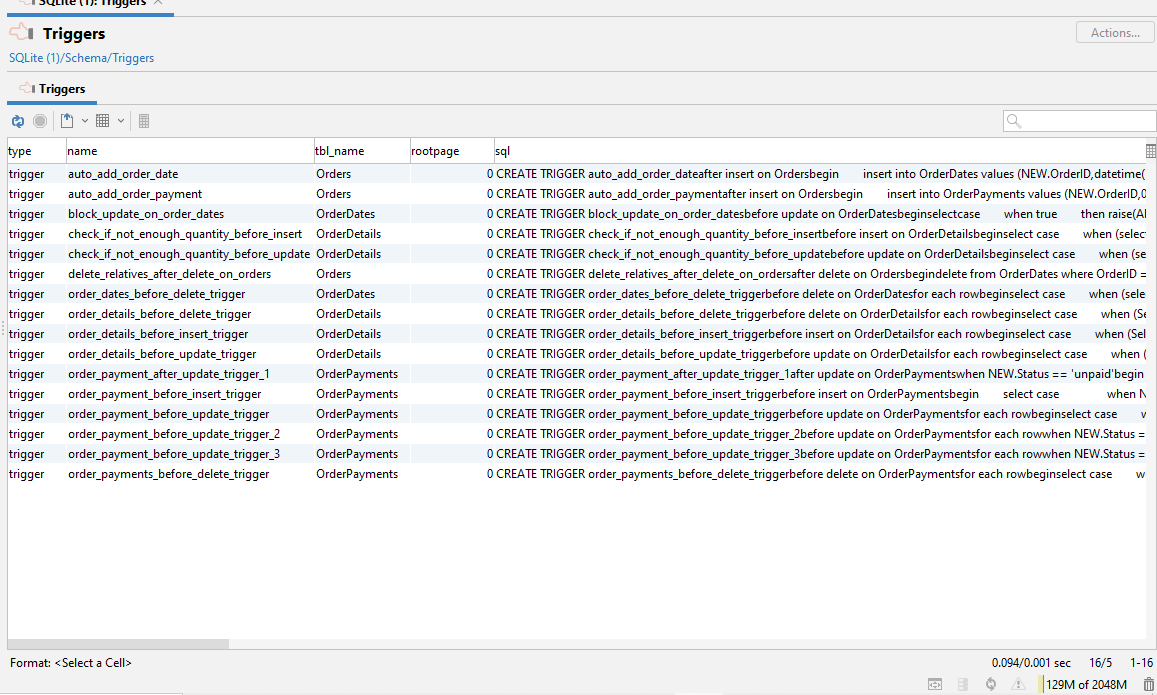 SQLite (1): Triggers
Triggers
Actions...
SQLite (1)/Schema/Triggers
Triggers
type name tbl_name rootpage sql
trigger auto_add_order_date Orders 0 CREATE TRIGGER auto_add_order_dateafter insert on Ordersbegin insert into OrderDates values (NEW.OrderID,datetime(
trigger auto_add_order_payment Orders 0 CREATE TRIGGER auto_add_order_paymentafter insert on Ordersbegin insert into OrderPayments values (NEW.OrderID,0
trigger block_update_on_order_dates OrderDates 0 CREATE TRIGGER block_update_on_order_datesbefore update on OrderDatesbeginselectcase when true then raise(A
trigger check_if_not_enough_quantity_before_insert OrderDetails 0 CREATE TRIGGER check_if_not_enough_quantity_before_insertbefore insert on OrderDetailsbeginselect case when (selec
trigger check_if_not_enough_quantity_before_update OrderDetails 0 CREATE TRIGGER check_if_not_enough_quantity_before_updatebefore update on OrderDetailsbeginselect case when (se
trigger delete_relatives_after_delete_on_orders Orders 0 CREATE TRIGGER delete_relatives_after_delete_on_ordersafter delete on Ordersbegindelete from OrderDates where OrderID =
trigger order_dates_before_delete_trigger OrderDates 0 CREATE TRIGGER order_dates_before_delete_triggerbefore delete on OrderDatesfor each rowbeginselect case when (sele
trigger order_details_before_delete_trigger OrderDetails 0 CREATE TRIGGER order_details_before_delete_triggerbefore delete on OrderDetailsfor each rowbeginselect case when (Se
trigger order_details_before_insert_trigger OrderDetails 0 CREATE TRIGGER order_details_before_insert_triggerbefore insert on OrderDetailsfor each rowbeginselect case when (Sel
trigger order_details_before_update_trigger OrderDetails 0 CREATE TRIGGER order_details_before_update_triggerbefore update on OrderDetailsfor each rowbeginselect case when (
trigger order_payment_after_update_trigger_1 OrderPayments 0 CREATE TRIGGER order_payment_after_update_trigger_1after update on OrderPaymentswhen NEW.Status == 'unpaid'begin
trigger order_payment_before_insert_trigger OrderPayments 0 CREATE TRIGGER order_payment_before_insert_triggerbefore insert on OrderPaymentsbegin select case when N
trigger order_payment_before_update_trigger OrderPayments 0 CREATE TRIGGER order_payment_before_update_triggerbefore update on OrderPaymentsfor each rowbeginselect case w
trigger order_payment_before_update_trigger_2 OrderPayments 0 CREATE TRIGGER order_payment_before_update_trigger_2before update on OrderPaymentsfor each rowwhen NEW.Status =
trigger order_payment_before_update_trigger_3 OrderPayments 0 CREATE TRIGGER order_payment_before_update_trigger_3before update on OrderPaymentsfor each rowwhen NEW.Status =
trigger order_payments_before_delete_trigger OrderPayments 0 CREATE TRIGGER order_payments_before_delete_triggerbefore delete on OrderPaymentsfor each rowbeginselect case w
Format: <Select a Cell> 0.094/0.001 sec 16/5 1-16
129M of 2048M